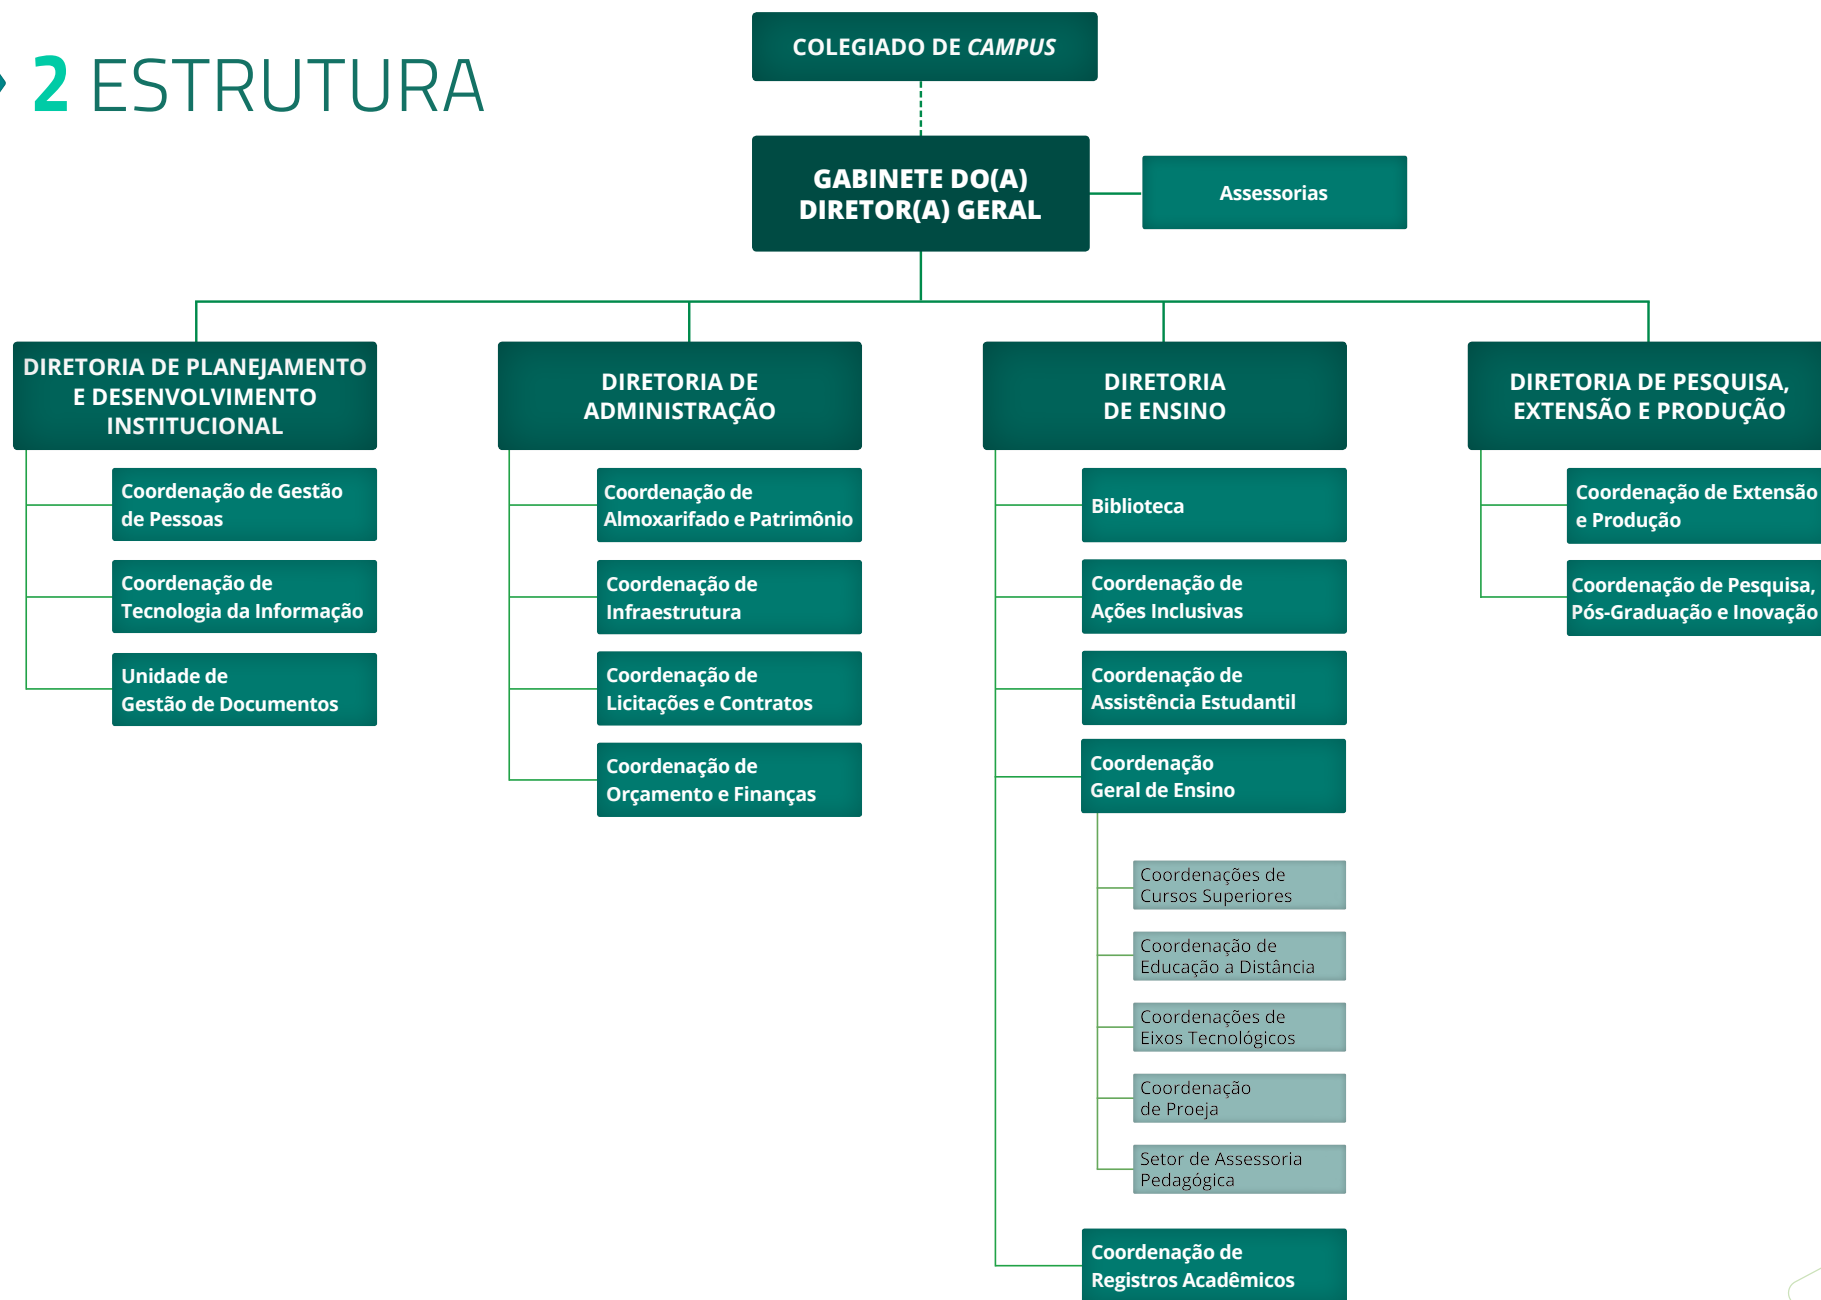 2 ESTRUTURA
COLEGIADO DE CAMPUS
GABINETE DO(A)
DIRETOR(A) GERAL
Assessorias
DIRETORIA DE PLANEJAMENTO
E DESENVOLVIMENTO
INSTITUCIONAL
Coordenação de Gestão
de Pessoas
Coordenação de
Tecnologia da Informação
Unidade de
Gestão de Documentos
DIRETORIA DE
ADMINISTRAÇÃO
Coordenação de
Almoxarifado e Patrimônio
Coordenação de
Infraestrutura
Coordenação de
Licitações e Contratos
Coordenação de
Orçamento e Finanças
DIRETORIA
DE ENSINO
Biblioteca
Coordenação de
Ações Inclusivas
Coordenação de
Assistência Estudantil
Coordenação
Geral de Ensino
Coordenações de
Cursos Superiores
Coordenação de
Educação a Distância
Coordenações de
Eixos Tecnológicos
Coordenação
de Proeja
Setor de Assessoria
Pedagógica
Coordenação de
Registros Acadêmicos
DIRETORIA DE PESQUISA,
EXTENSÃO E PRODUÇÃO
Coordenação de Extensão
e Produção
Coordenação de Pesquisa,
Pós-Graduação e Inovação